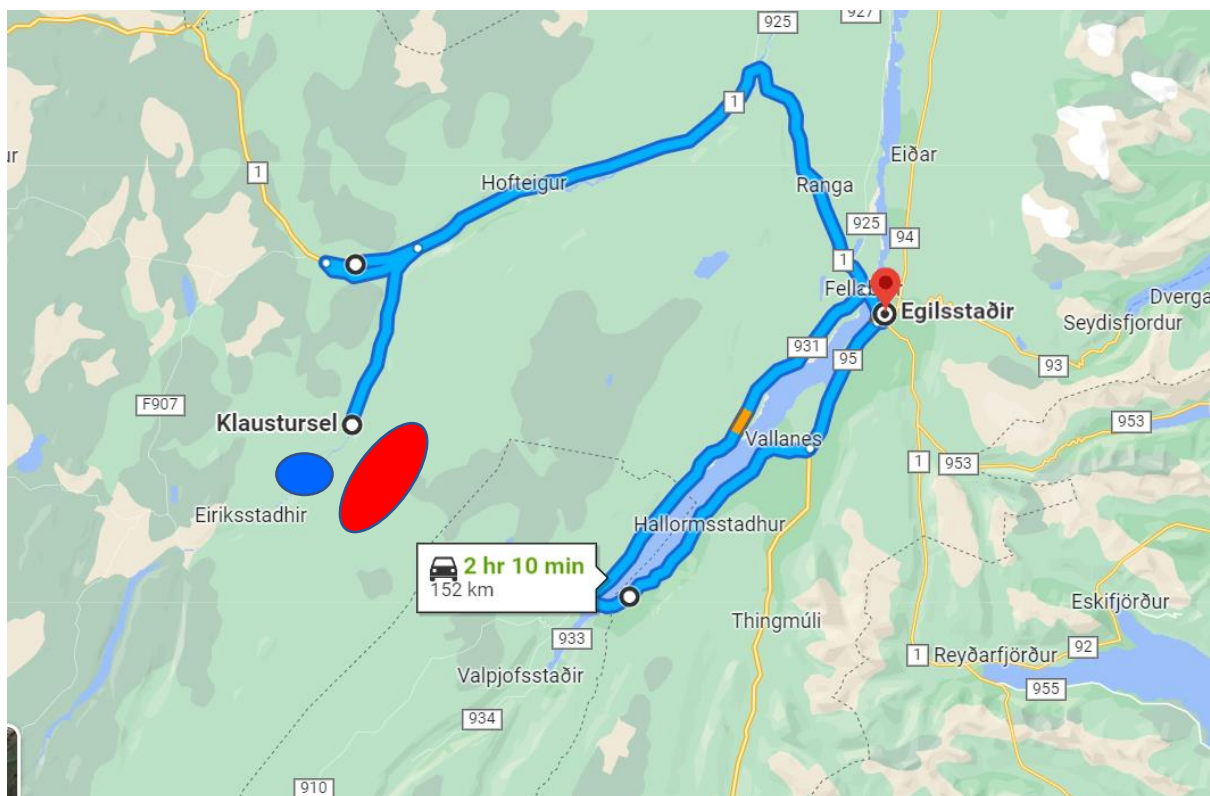 927
925
1
Eiðar
ur
1
Hofteigur
Ranga
925
94
1
Fellab
Egilsstaðir
Dverga
Seydisfjordur
931
95
93
F907
Klaustursel
Vallanes
953
1
953
Eiriksstadhir
Hallormsstadhur
2 hr 10 min
152 km
Eskifjörður
Thingmúli
933
92
1
Reyðarfjörður
Valpjofsstaðir
955
934
910